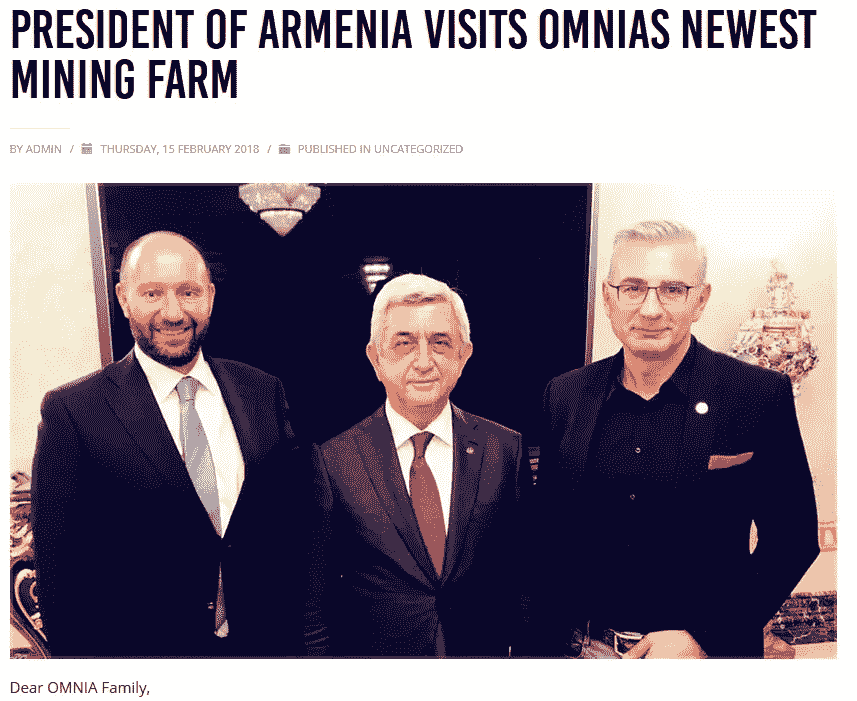 PRESIDENT OF ARMENIA VISITS OMNIAS NEWEST
MINING FARM
BY ADMIN / THURSDAY, 15 FEBRUARY 2018 / PUBLISHED IN UNCATEGORIZED
Dear OMNIA Family,